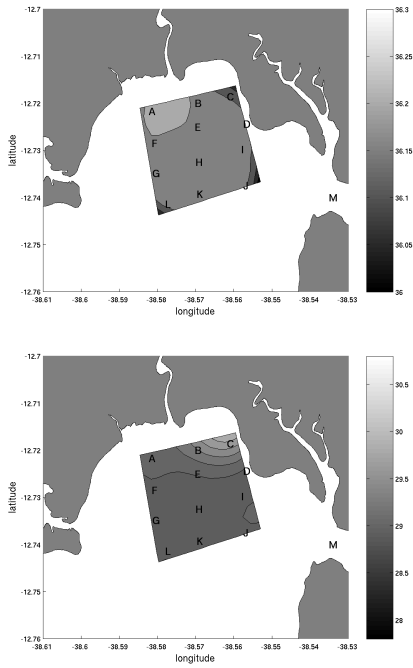 -12.7
-12.71
-12.72
-12.73
-12.74
-12.75
-12.76
latitude
A B C
D
E
F
G
H
I
J
K
L
M
-38.61 -38.6 -38.59 -38.58 -38.57 -38.56 -38.55 -38.54 -38.53
longitude
36.3
36.25
36.2
36.15
36.1
36.05
36
-12.7
-12.71
-12.72
-12.73
-12.74
-12.75
-12.76
latitude
A B C
D
E
F
G
H
I
J
K
L
M
-38.61 -38.6 -38.59 -38.58 -38.57 -38.56 -38.55 -38.54 -38.53
longitude
30.5
30
29.5
29
28.5
28